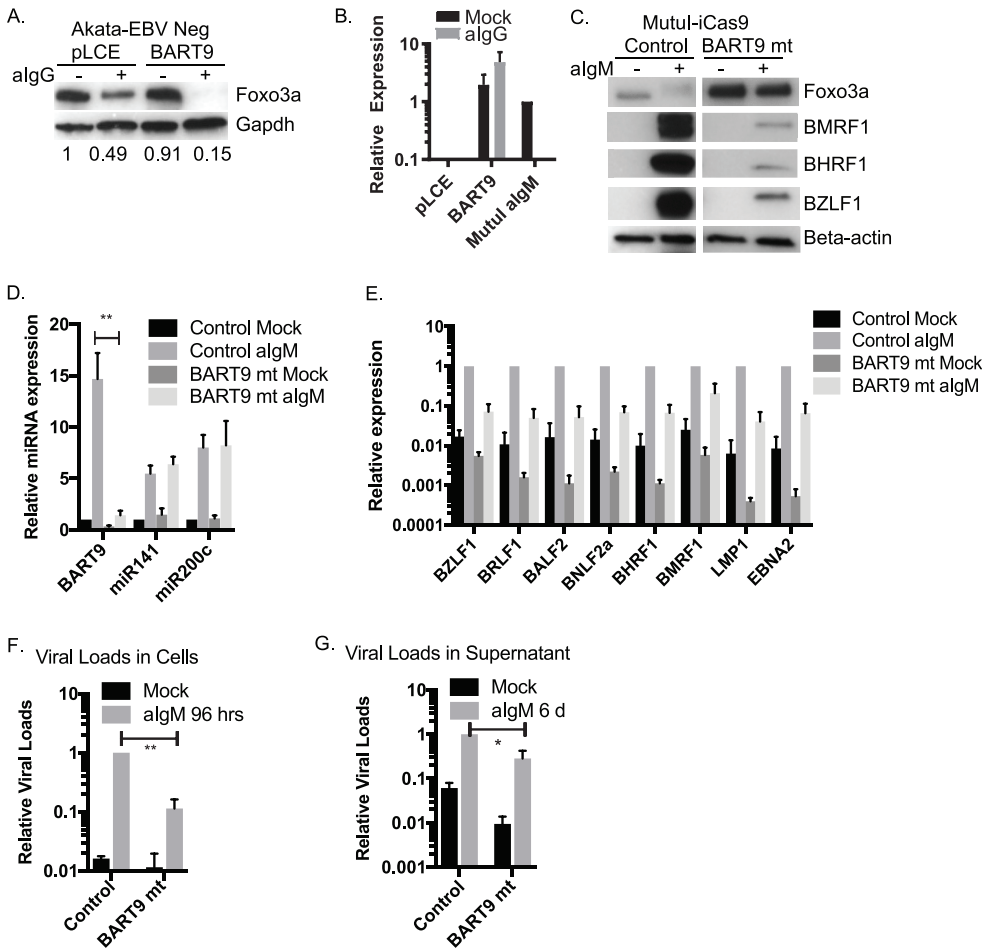 A.
Akata-EBV Neg
pLCE BART9
aIgG - + - +
Foxo3a
Gapdh
1 0.49 0.91 0.15
B.
Mock
aIgG
Relative Expression
10
1
0.1
pLCE
BART9
MutuI aIgM
C.
MutuI-iCas9
Control BART9 mt
aIgM - + - +
Foxo3a
BMRF1
BHRF1
BZLF1
Beta-actin
D.
Relative miRNA expression
20
15
10
5
0
**
Control Mock
Control aIgM
BART9 mt Mock
BART9 mt aIgM
BART9
miR141
miR200c
E.
Relative expression
10
1
0.1
0.01
0.001
0.0001
Control Mock
Control aIgM
BART9 mt Mock
BART9 mt aIgM
BZLF1
BRLF1
BALF2
BNLF2a
BHRF1
BMRF1
LMP1
EBNA2
F.
Viral Loads in Cells
Mock
aIgM 96 hrs
Relative Viral Loads
10
1
0.1
0.01
**
Control
BART9 mt
G.
Viral Loads in Supernatant
Mock
aIgM 6 d
Relative Viral Loads
10
1
0.1
0.01
0.001
*
Control
BART9 mt